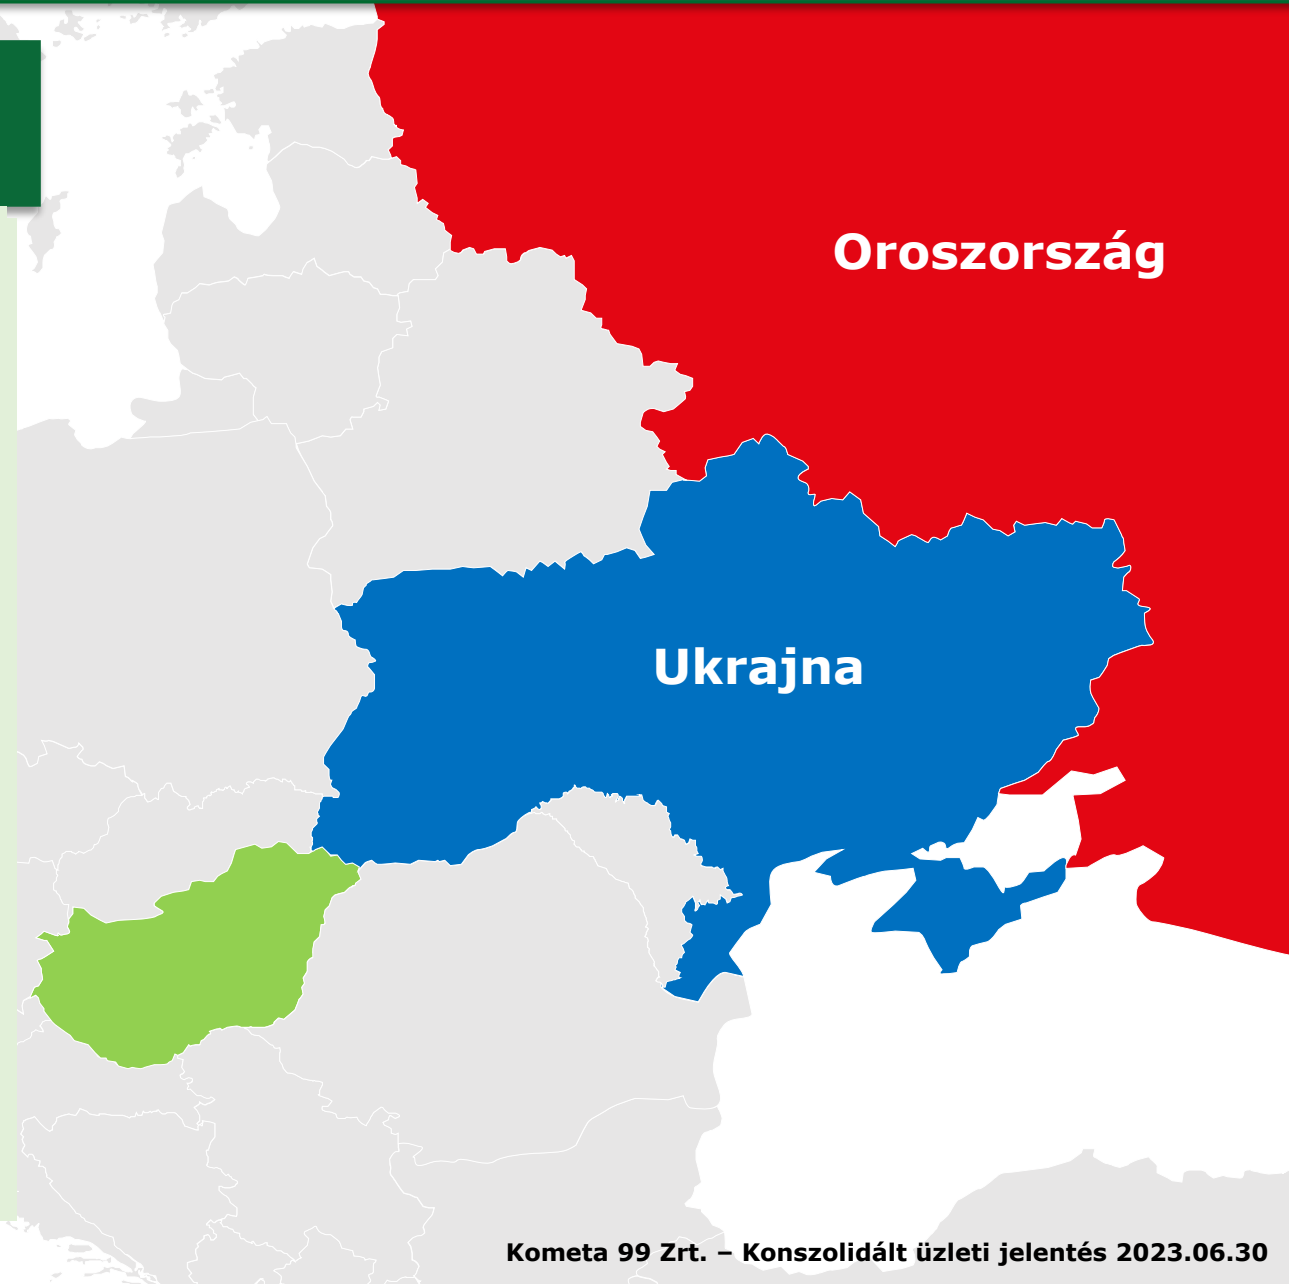 Oroszország
Ukrajna
Kometa 99 Zrt. – Konszolidált üzleti jelentés 2023.06.30